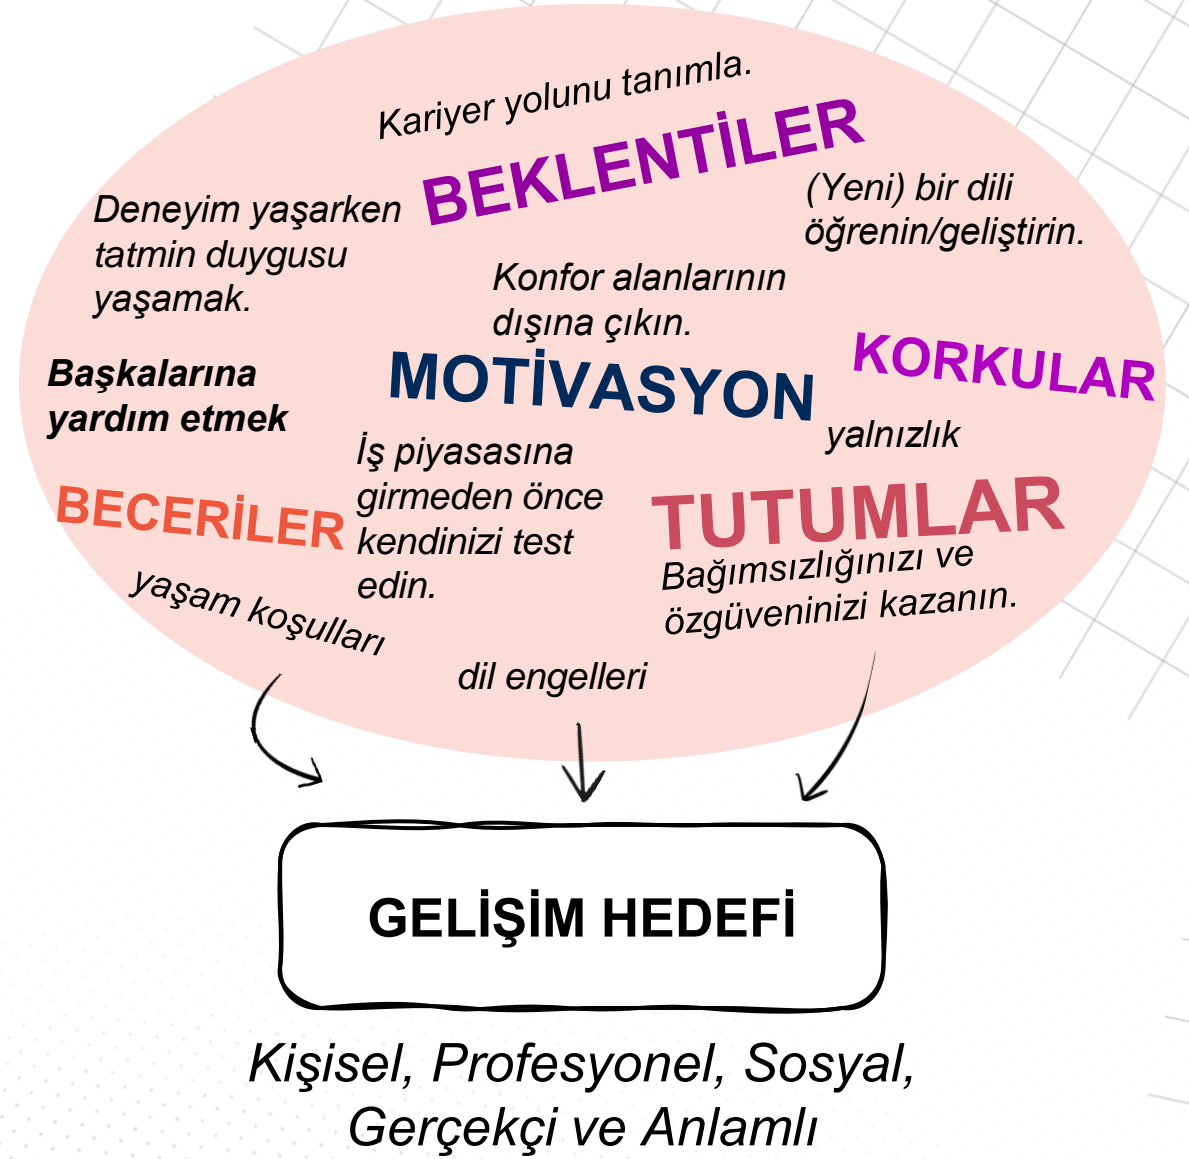 Kariyer yolunu tanımla.
BEKLENTİLER
Deneyim yaşarken
tatmin duygusu
yaşamak.
(Yeni) bir dili
öğrenin/geliştirin.
Konfor alanlarının
dışına çıkın.
Başkalarına
yardım etmek
MOTİVASYON
KORKULAR
yalnızlık
BECERİLER
İş piyasasına
girmeden önce
kendinizi test
edin.
TUTUMLAR
Bağımsızlığınızı ve
özgüveninizi kazanın.
yaşam koşulları
dil engelleri
GELİŞİM HEDEFİ
Kişisel, Profesyonel, Sosyal,
Gerçekçi ve Anlamlı